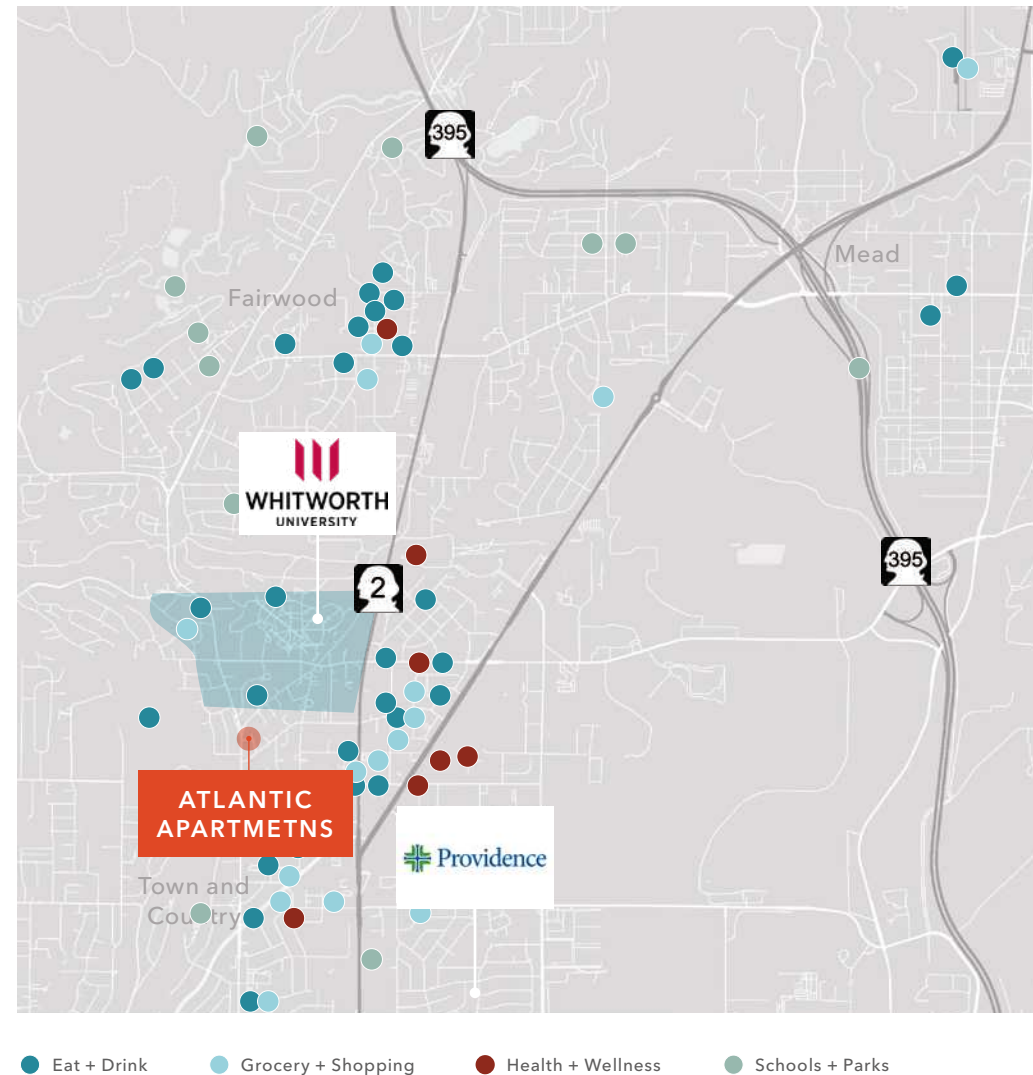 395
Mead
Fairwood
WHITWORTH
UNIVERSITY
2
395
ATLANTIC
APARTMETNS
Providence
Town and
Country
Eat + Drink
Grocery + Shopping
Health + Wellness
Schools + Parks